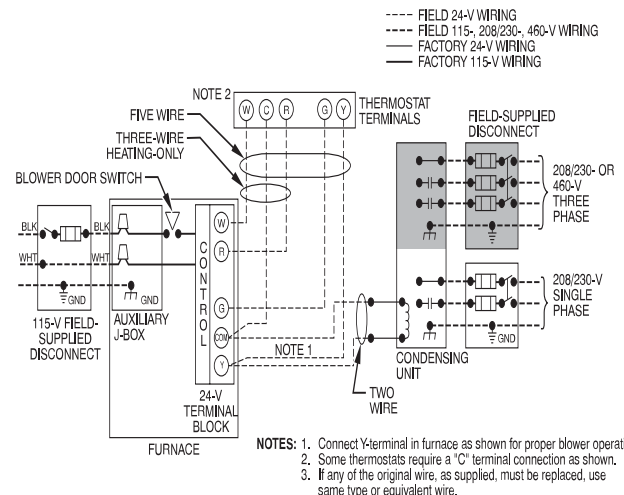 FIELD 24-V WIRING
FIELD 115-, 208/230-, 460-V WIRING
FACTORY 24-V WIRING
FACTORY 115-V WIRING
NOTE 2
W C R G Y
THERMOSTAT
TERMINALS
FIVE WIRE
THREE-WIRE
HEATING-ONLY
BLOWER DOOR SWITCH
FIELD-SUPPLIED
DISCONNECT
208/230- OR
460-V
THREE
PHASE
BLK
BLK
WHT
WHT
GND
GND
115-V FIELD-
SUPPLIED
DISCONNECT
AUXILIARY
J-BOX
CONTROL
W
R
G
COM
Y
24-V
TERMINAL
BLOCK
FURNACE
NOTE 1
TWO
WIRE
CONDENSING
UNIT
208/230-V
SINGLE
PHASE
GND
NOTES: 1. Connect Y-terminal in furnace as shown for proper blower operati
2. Some thermostats require a "C" terminal connection as shown.
3. If any of the original wire, as supplied, must be replaced, use
same type or equivalent wire.